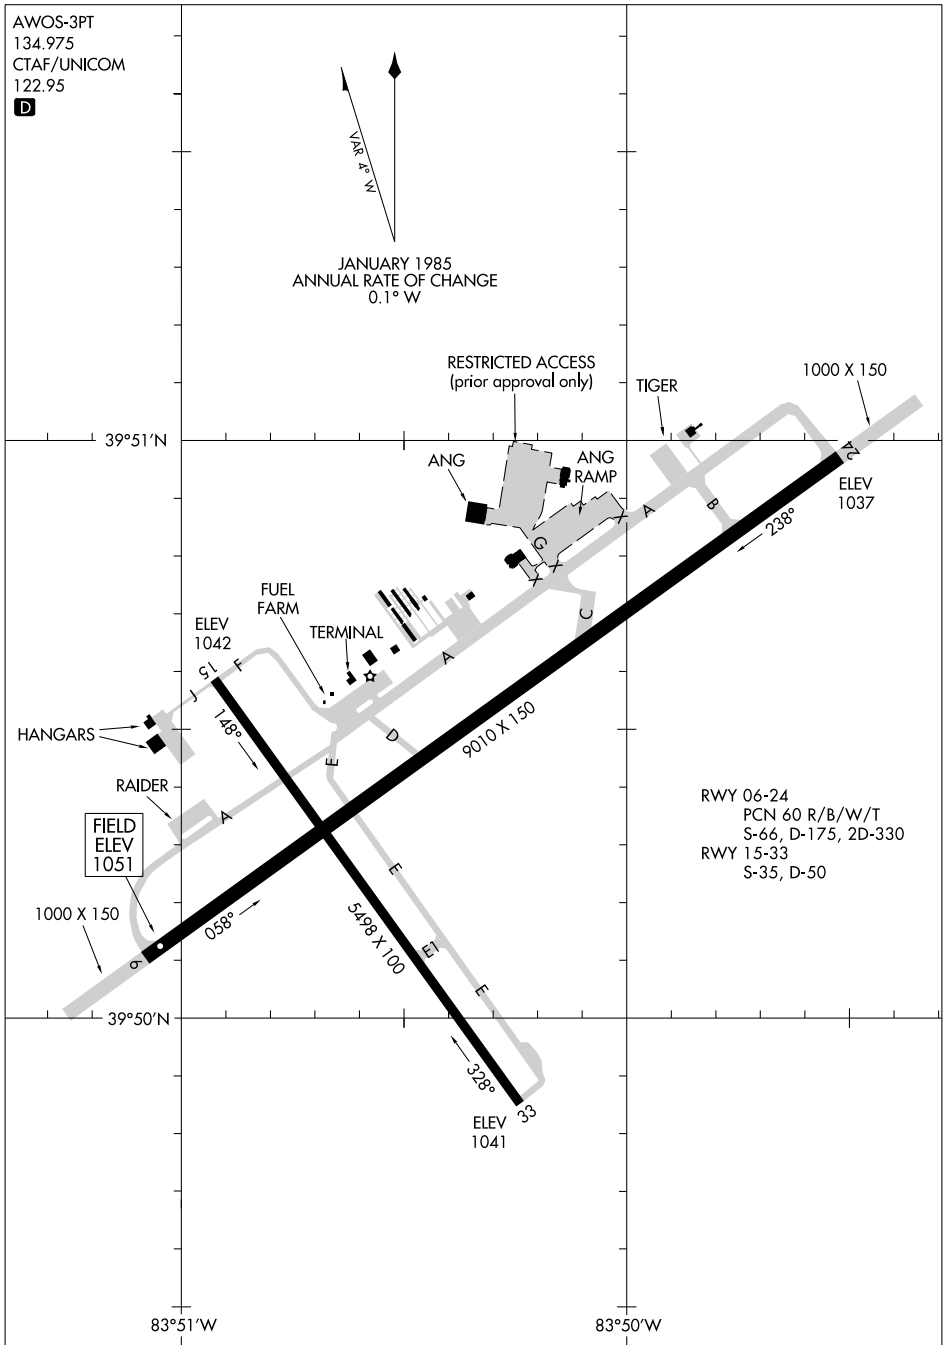 AWOS-3PT
134.975
CTAF/UNICOM
122.95
D
VAR 4° W
JANUARY 1985
ANNUAL RATE OF CHANGE
0.1° W
RESTRICTED ACCESS
(prior approval only)
TIGER
1000 X 150
39°51'N
ANG
ANG
RAMP
24
ELEV
1037
A
B
238°
G
X
X
X
FUEL
FARM
C
ELEV
1042
TERMINAL
15
F
A
J
148°
HANGARS
D
9010 X 150
E
RAIDER
A
FIELD
ELEV
1051
RWY 06-24
PCN 60 R/B/W/T
S-66, D-175, 2D-330
RWY 15-33
S-35, D-50
E
1000 X 150
058°
5498 X 100
E1
6
E
39°50'N
328°
33
ELEV
1041
83°51'W
83°50'W